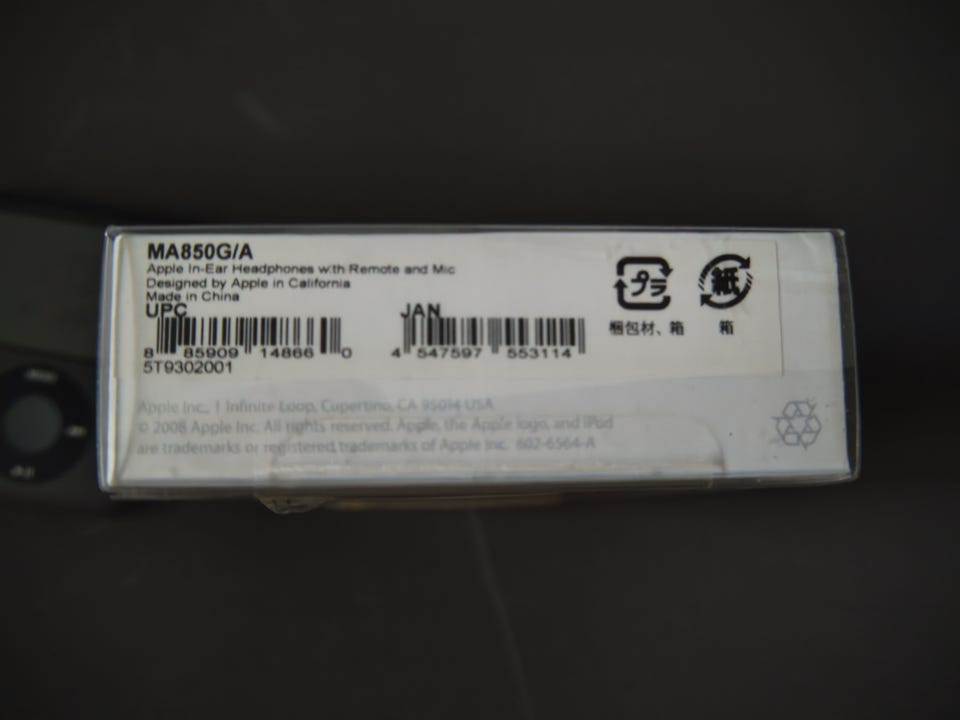 MA850G/A
Apple In-Ear Headphones with Remote and Mic
Designed by Apple in California
Made in China
UPC
8 85909 14866 0
5T9302001
JAN
4 547597 553114
プラ
梱包材、箱
紙
箱
Apple Inc., 1 Infinite Loop, Cupertino, CA 95014 USA
© 2008 Apple Inc. All rights reserved. Apple, the Apple logo, and iPod
are trademarks or registered trademarks of Apple Inc. 602-6564-A